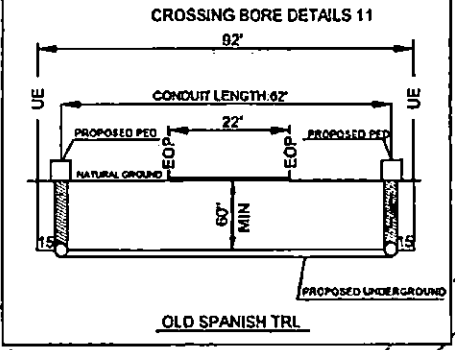 CROSSING BORE DETAILS 11
92'
UE
UE
CONDUIT LENGTH:62'
PROPOSED PED
22'
PROPOSED PED
EOP
EOP
NATURAL GROUND
60" MIN
15
15
PROPOSED UNDERGROUND
OLD SPANISH TRL